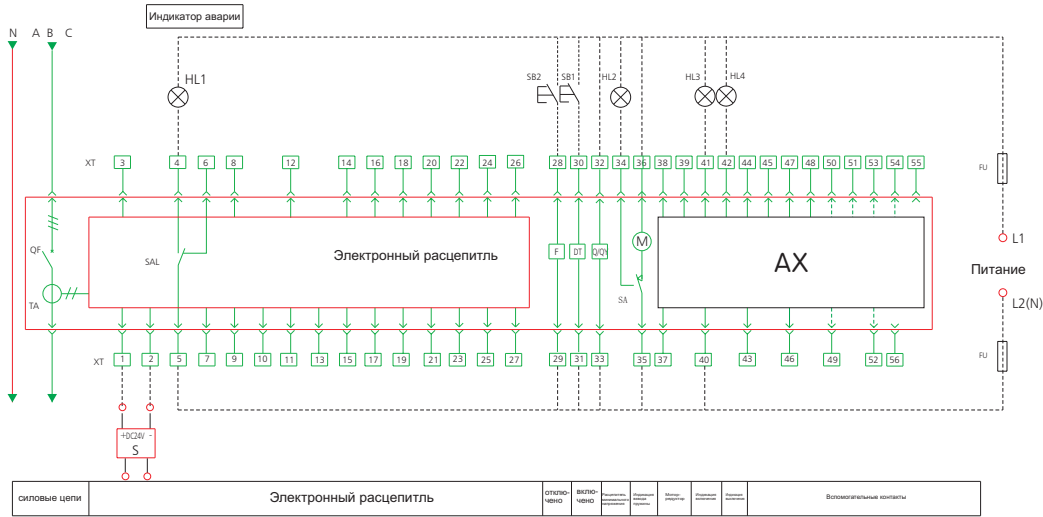 Индикатор аварии
N A B C
HL1
SB2 SB1 HL2 HL3 HL4
XT 3 4 6 8 12 14 16 18 20 22 24 26 28 30 32 34 36 38 39 41 42 44 45 47 50 51 53 54 55
FU
QF
SAL
Электронный расцепитль
F DT Q/QY M
AX
L1
Питание
TA
SA
L2(N)
XT 1 2 5 7 9 10 11 13 15 17 19 21 23 25 27 29 31 33 35 37 40 43 46 49 52 56
FU
+DC24V -
S
силовые цепи
Электронный расцепитль
отклю-
чено
вклю-
чено
Вспомогательные контакты